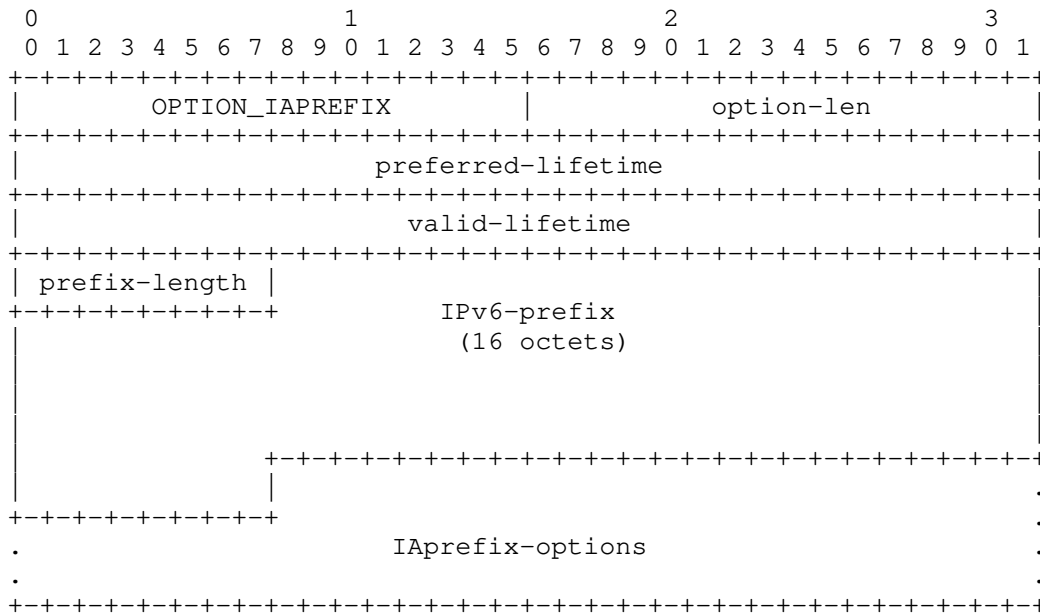 0                   1                   2                   3
0 1 2 3 4 5 6 7 8 9 0 1 2 3 4 5 6 7 8 9 0 1 2 3 4 5 6 7 8 9 0 1
OPTION_IAPREFIX option-len
preferred-lifetime
valid-lifetime
prefix-length
IPv6-prefix
(16 octets)
IAprefix-options